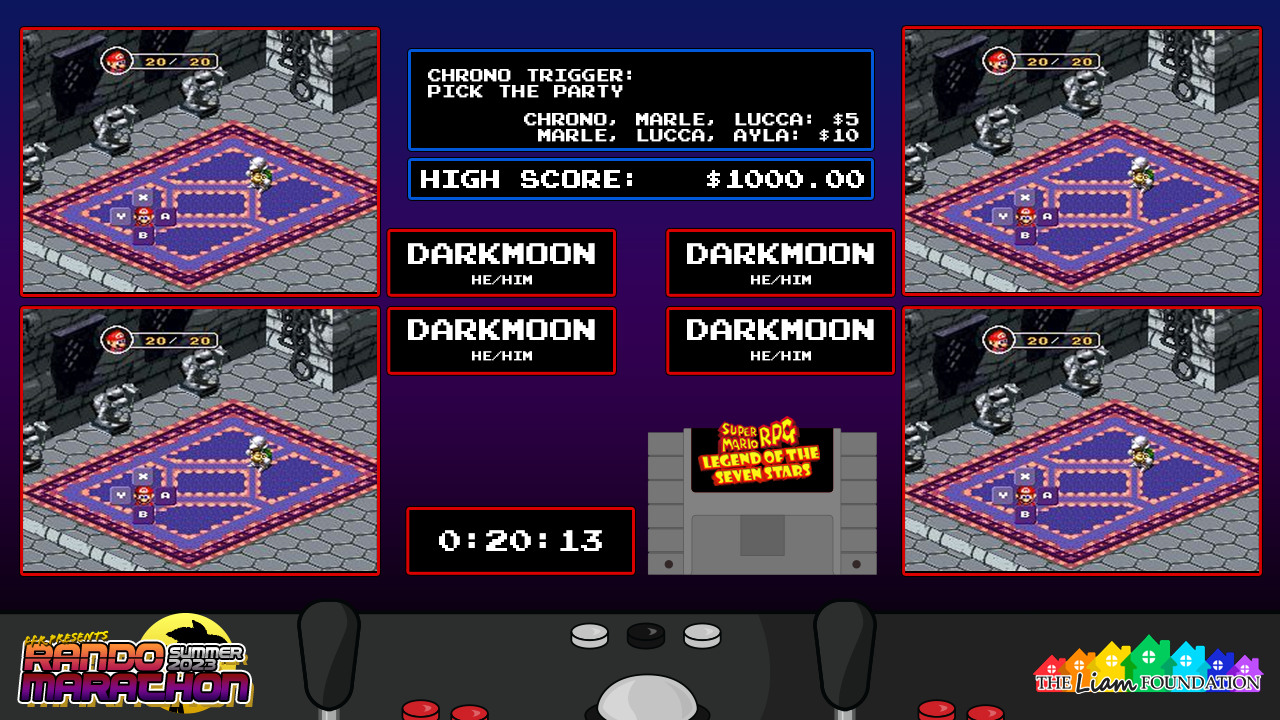 20/ 20
X
Y
A
B
CHRONO TRIGGER:
PICK THE PARTY
CHRONO, MARLE, LUCCA: $5
MARLE, LUCCA, AYLA: $10
HIGH SCORE: $1000.00
20/ 20
X
Y
A
B
DARKMOON
HE/HIM
DARKMOON
HE/HIM
20/ 20
X
Y
A
B
DARKMOON
HE/HIM
DARKMOON
HE/HIM
20/ 20
X
Y
A
B
SUPER
MARIO RPG
LEGEND OF THE
SEVEN STARS
0:20:13
PRESENTS
RANDO SUMMER
2023
MARATHON
THE Liam FOUNDATION